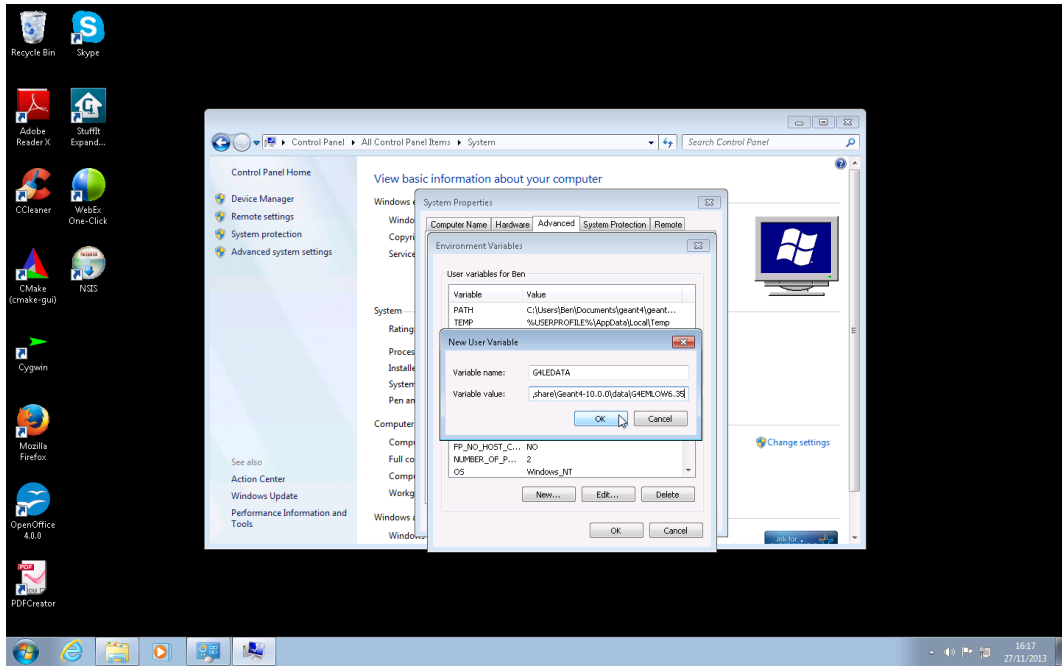 Recycle Bin
Skype
Adobe
Reader X
StuffIt
Expand...
CCleaner
WebEx
One-Click
CMake
(cmake-gui)
NSIS
Cygwin
Mozilla
Firefox
OpenOffice
4.0.0
PDFCreator
Control Panel
All Control Panel Items
System
Search Control Panel
Control Panel Home
Device Manager
Remote settings
System protection
Advanced system settings
See also
Action Center
Windows Update
Performance Information and
Tools
View basic information about your computer
Windows e
Windo
Copyri
Service
System
Rating
Proces
Installe
System
Pen an
Computer
Comp
Full co
Comp
Workg
Windows a
Window
Change settings
ask for
System Properties
Computer Name
Hardware
Advanced
System Protection
Remote
Environment Variables
User variables for Ben
Variable
Value
PATH
C:\Users\Ben\Documents\geant4\geant...
TEMP
%USERPROFILE%\AppData\Local\Temp
New User Variable
Variable name:
G4LEDATA
Variable value:
share\Geant4-10.0.0\data\G4EMLOW6.35
OK
Cancel
FP_NO_HOST_C...
NO
NUMBER_OF_P...
2
OS
Windows_NT
New...
Edit...
Delete
OK
Cancel
16:17
27/11/2013